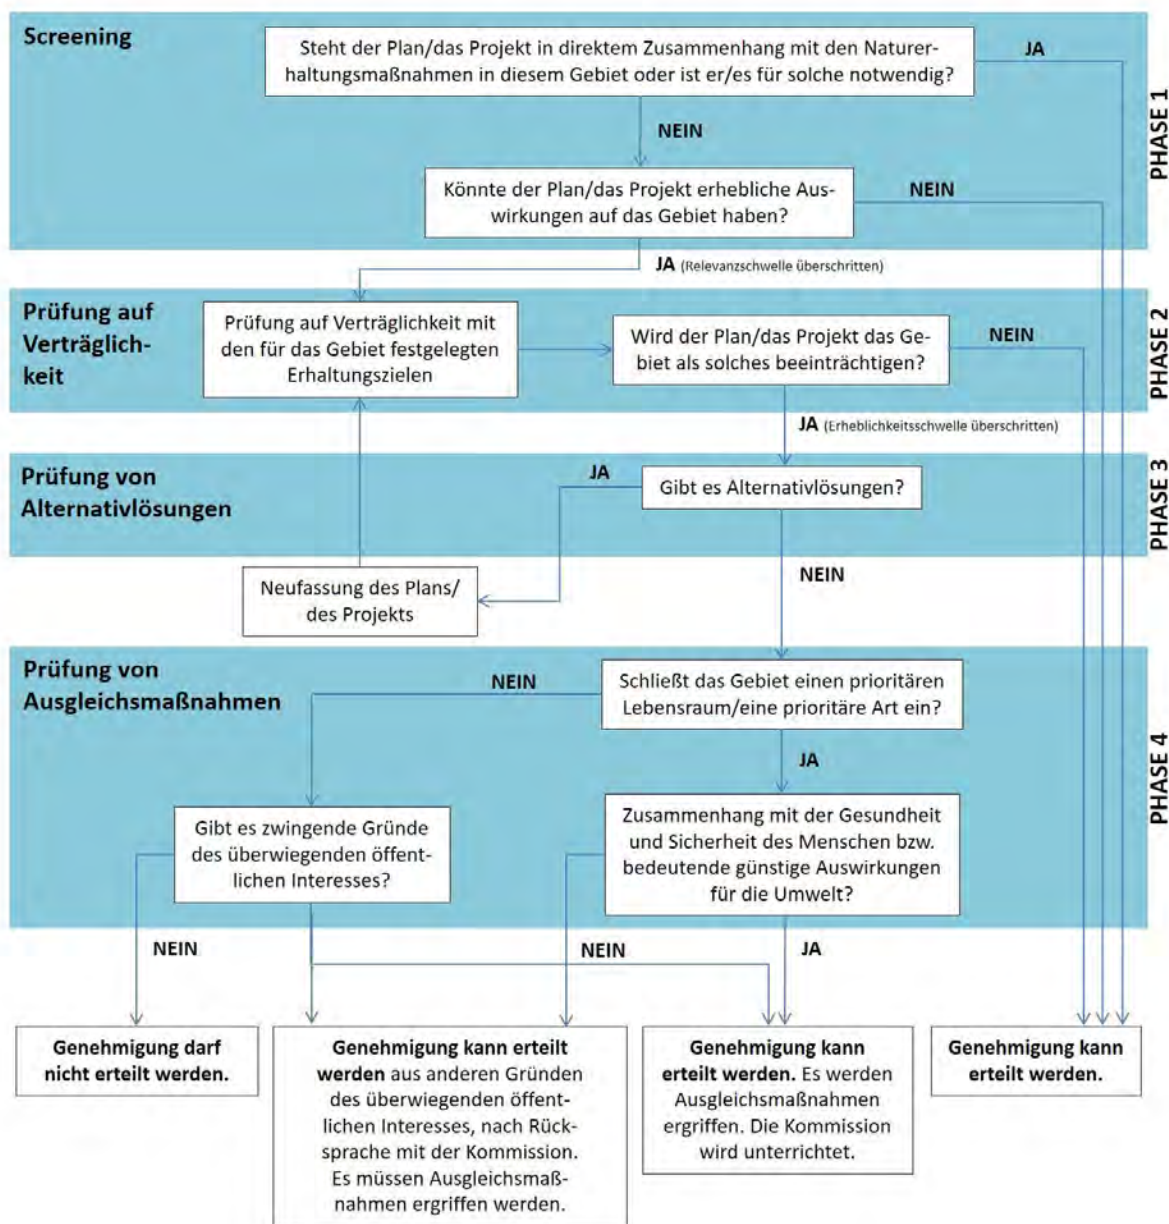 Screening
Steht der Plan/das Projekt in direktem Zusammenhang mit den Naturer-
haltungsmaßnahmen in diesem Gebiet oder ist er/es für solche notwendig?
JA
NEIN
PHASE 1
Könnte der Plan/das Projekt erhebliche Aus-
wirkungen auf das Gebiet haben?
NEIN
JA (Relevanzschwelle überschritten)
Prüfung auf
Verträglich-
keit
Prüfung auf Verträglichkeit mit
den für das Gebiet festgelegten
Erhaltungszielen
Wird der Plan/das Projekt das Ge-
biet als solches beeinträchtigen?
NEIN
PHASE 2
JA (Erheblichkeitsschwelle überschritten)
Prüfung von
Alternativlösungen
JA
Gibt es Alternativlösungen?
PHASE 3
NEIN
Neufassung des Plans/
des Projekts
Prüfung von
Ausgleichsmaßnahmen
NEIN
Schließt das Gebiet einen prioritären
Lebensraum/eine prioritäre Art ein?
JA
PHASE 4
Gibt es zwingende Gründe
des überwiegenden öffent-
lichen Interesses?
Zusammenhang mit der Gesundheit
und Sicherheit des Menschen bzw.
bedeutende günstige Auswirkungen
für die Umwelt?
NEIN
NEIN
JA
Genehmigung darf
nicht erteilt werden.
Genehmigung kann erteilt
werden aus anderen Gründen
des überwiegenden öffent-
lichen Interesses, nach Rück-
sprache mit der Kommission.
Es müssen Ausgleichsmaß-
nahmen ergriffen werden.
Genehmigung kann
erteilt werden. Es werden
Ausgleichsmaßnahmen
ergriffen. Die Kommission
wird unterrichtet.
Genehmigung kann
erteilt werden.